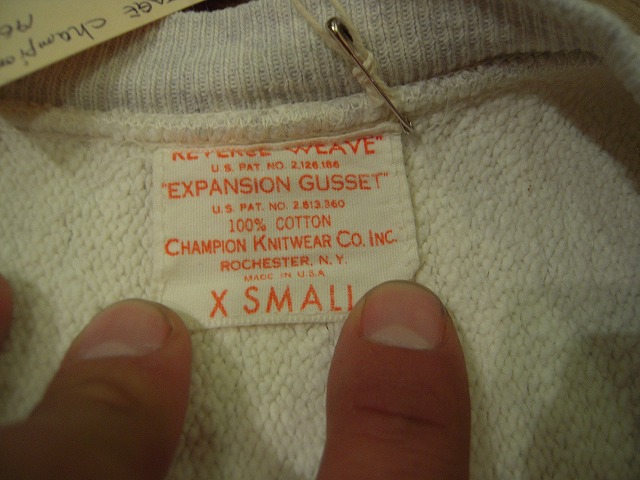 Champion
REVERSE WEAVE"
U.S. PAT. NO. 2,126,186
"EXPANSION GUSSET"
U.S. PAT. NO. 2.613.360
100% COTTON
CHAMPION KNITWEAR CO. INC.
ROCHESTER, N. Y.
MADE IN U.S.A
X SMALL